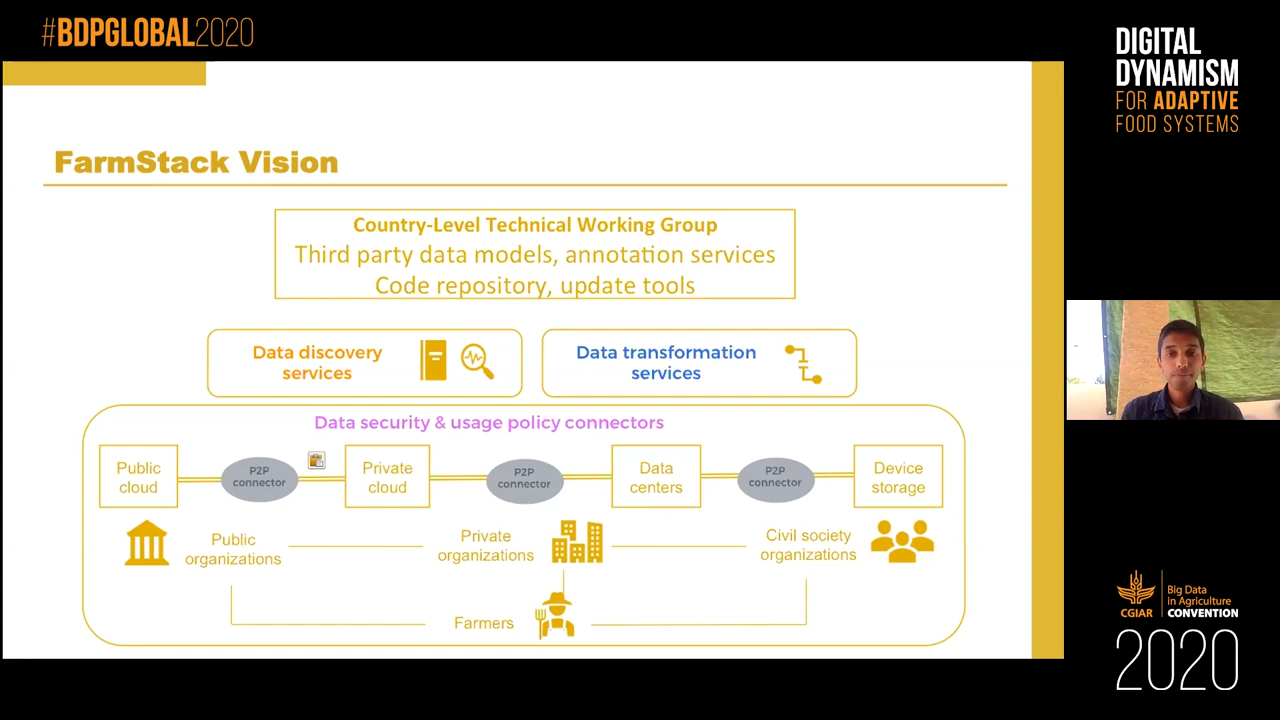 #BDPGLOBAL2020
DIGITAL
DYNAMISM
FOR ADAPTIVE
FOOD SYSTEMS
FarmStack Vision
Country-Level Technical Working Group
Third party data models, annotation services
Code repository, update tools
Data discovery
services
Data transformation
services
Data security & usage policy connectors
Public
cloud
P2P
connector
Private
cloud
P2P
connector
Data
centers
P2P
connector
Device
storage
Public
organizations
Private
organizations
Civil society
organizations
Farmers
CGIAR
Big Data
in Agriculture
CONVENTION
2020